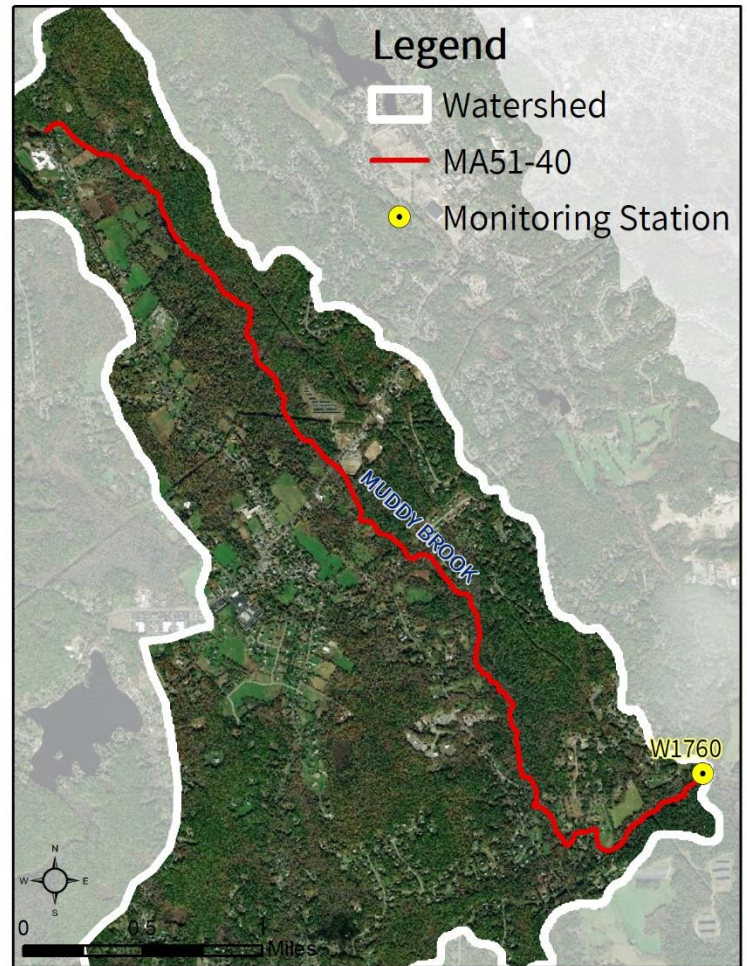 Legend
Watershed
MA51-40
Monitoring Station
MUDDY BROOK
W1760
N
W E
S
0 0.5 1
Miles